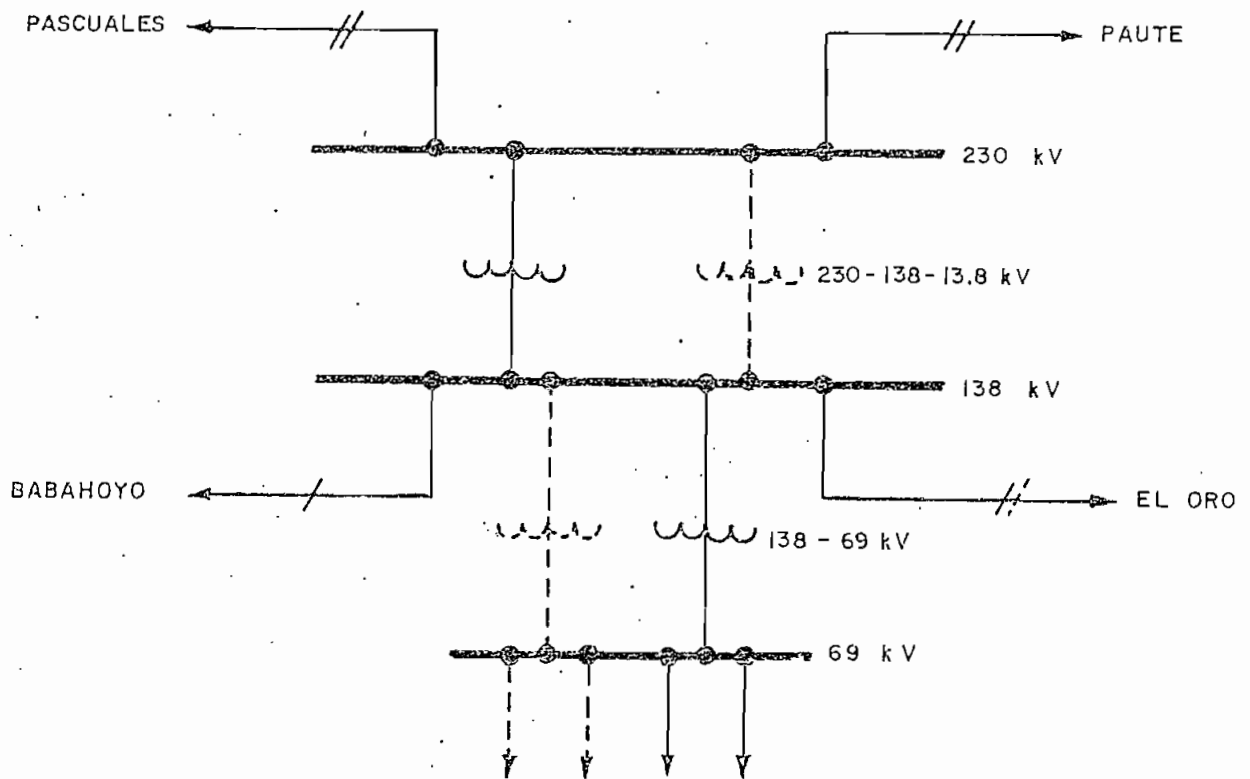 PASCUALES
PAUTE
230 kV
230-138-13.8 kV
138 kV
BABAHOYO
EL ORO
138 - 69 kV
69 kV